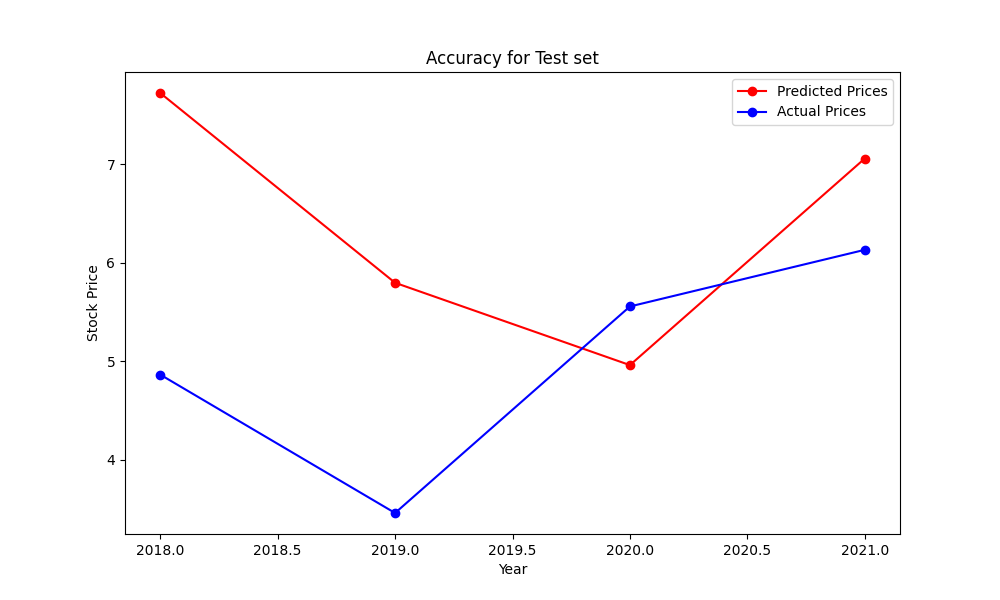 Accuracy for Test set
Predicted Prices
Actual Prices
7
6
5
4
Stock Price
2018.0
2018.5
2019.0
2019.5
2020.0
2020.5
2021.0
Year